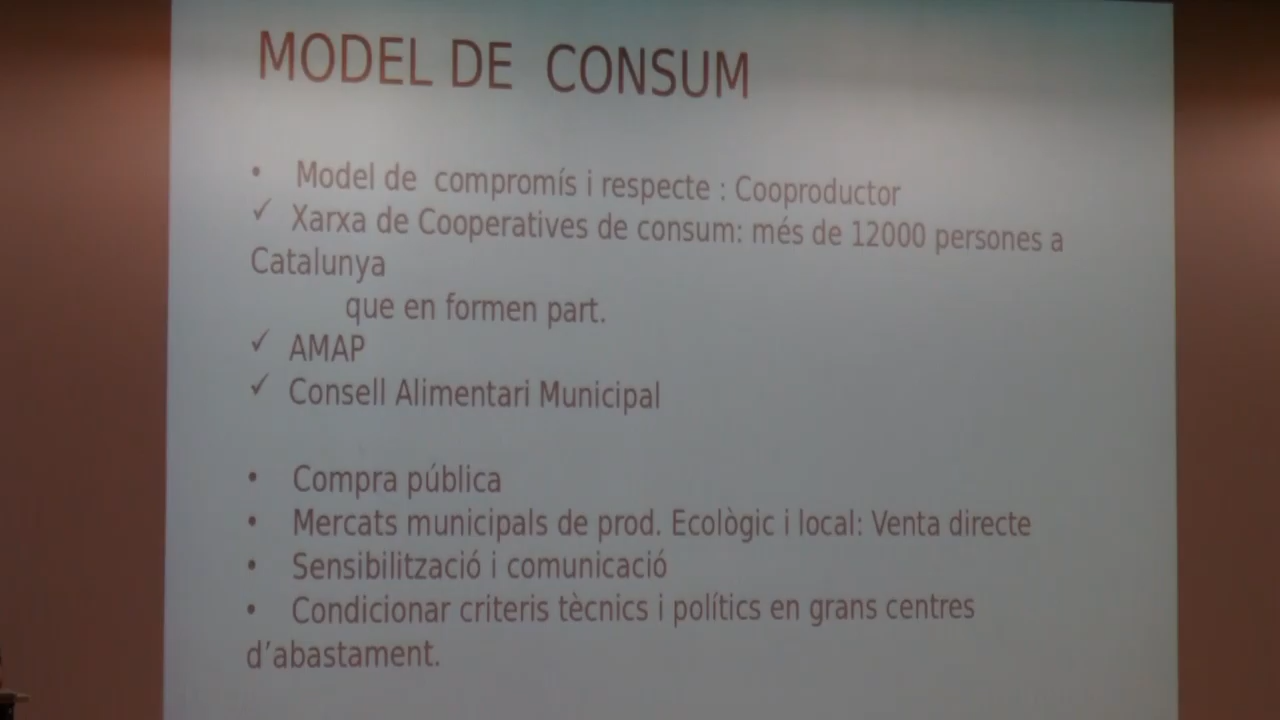 MODEL DE CONSUM
• Model de compromís i respecte : Cooproductor
✓ Xarxa de Cooperatives de consum: més de 12000 persones a
Catalunya
que en formen part.
✓ AMAP
✓ Consell Alimentari Municipal
• Compra pública
• Mercats municipals de prod. Ecològic i local: Venta directe
• Sensibilització i comunicació
• Condicionar criteris tècnics i polítics en grans centres
d’abastament.